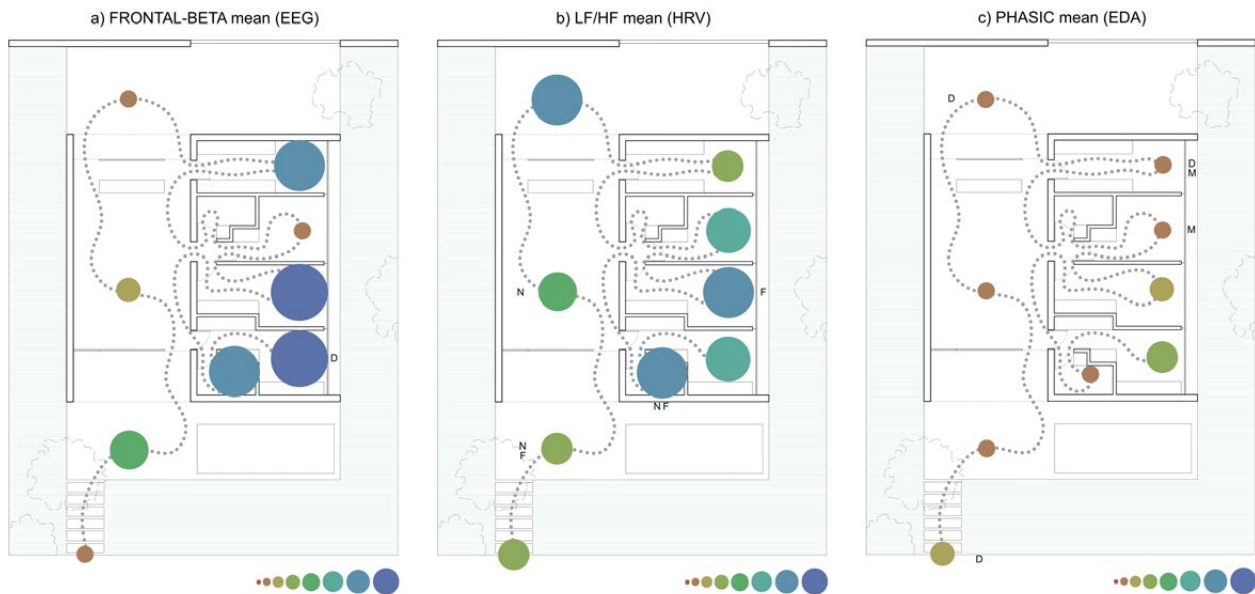 a) FRONTAL-BETA mean (EEG)
D
b) LF/HF mean (HRV)
N
F
N F
N
F
c) PHASIC mean (EDA)
D
D
M
M
D